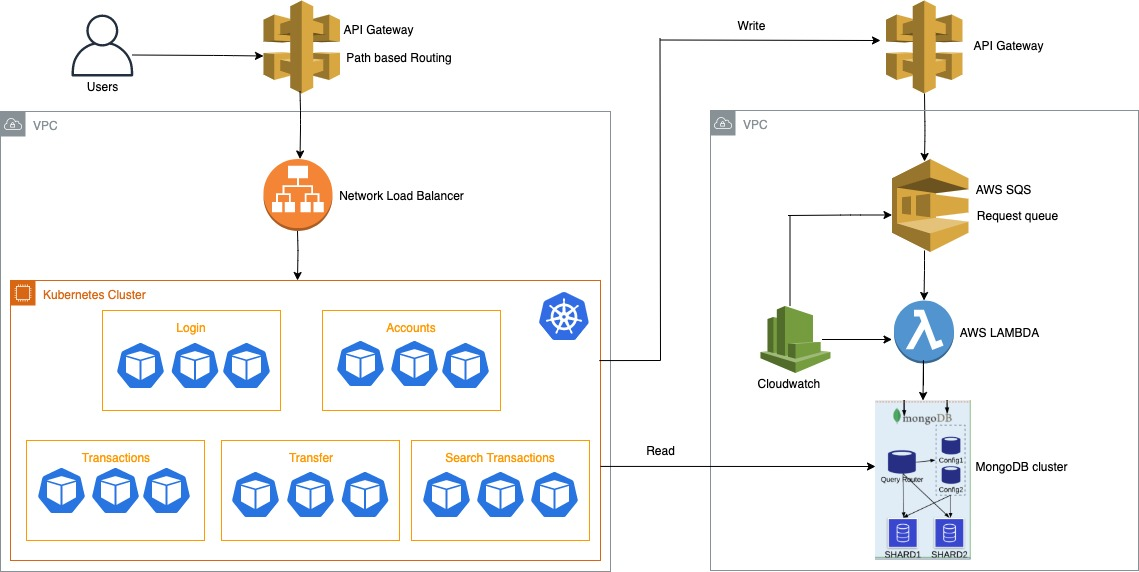 Users
API Gateway
Path based Routing
VPC
Network Load Balancer
Kubernetes Cluster
Login
Accounts
Transactions
Transfer
Search Transactions
Write
Read
API Gateway
VPC
AWS SQS
Request queue
AWS LAMBDA
Cloudwatch
mongoDB
Config1
Query Router
Config2
MongoDB cluster
SHARD1
SHARD2